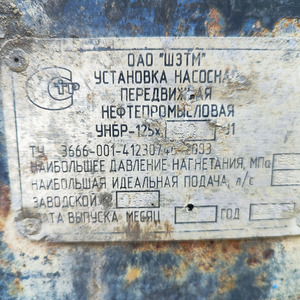 ОАО "ШЭТМ"
УСТАНОВКА НАСОСНАЯ
ПЕРЕДВИЖНАЯ
НЕФТЕПРОМЫСЛОВАЯ
УНБР-125х
ТУ 3666-001-41230746-2003
НАИБОЛЬШЕЕ ДАВЛЕНИЕ НАГНЕТАНИЯ, МПа
НАИБОЛЬШАЯ ИДЕАЛЬНАЯ ПОДАЧА, л/с
ЗАВОДСКОЙ
ДАТА ВЫПУСКА МЕСЯЦ ГОД